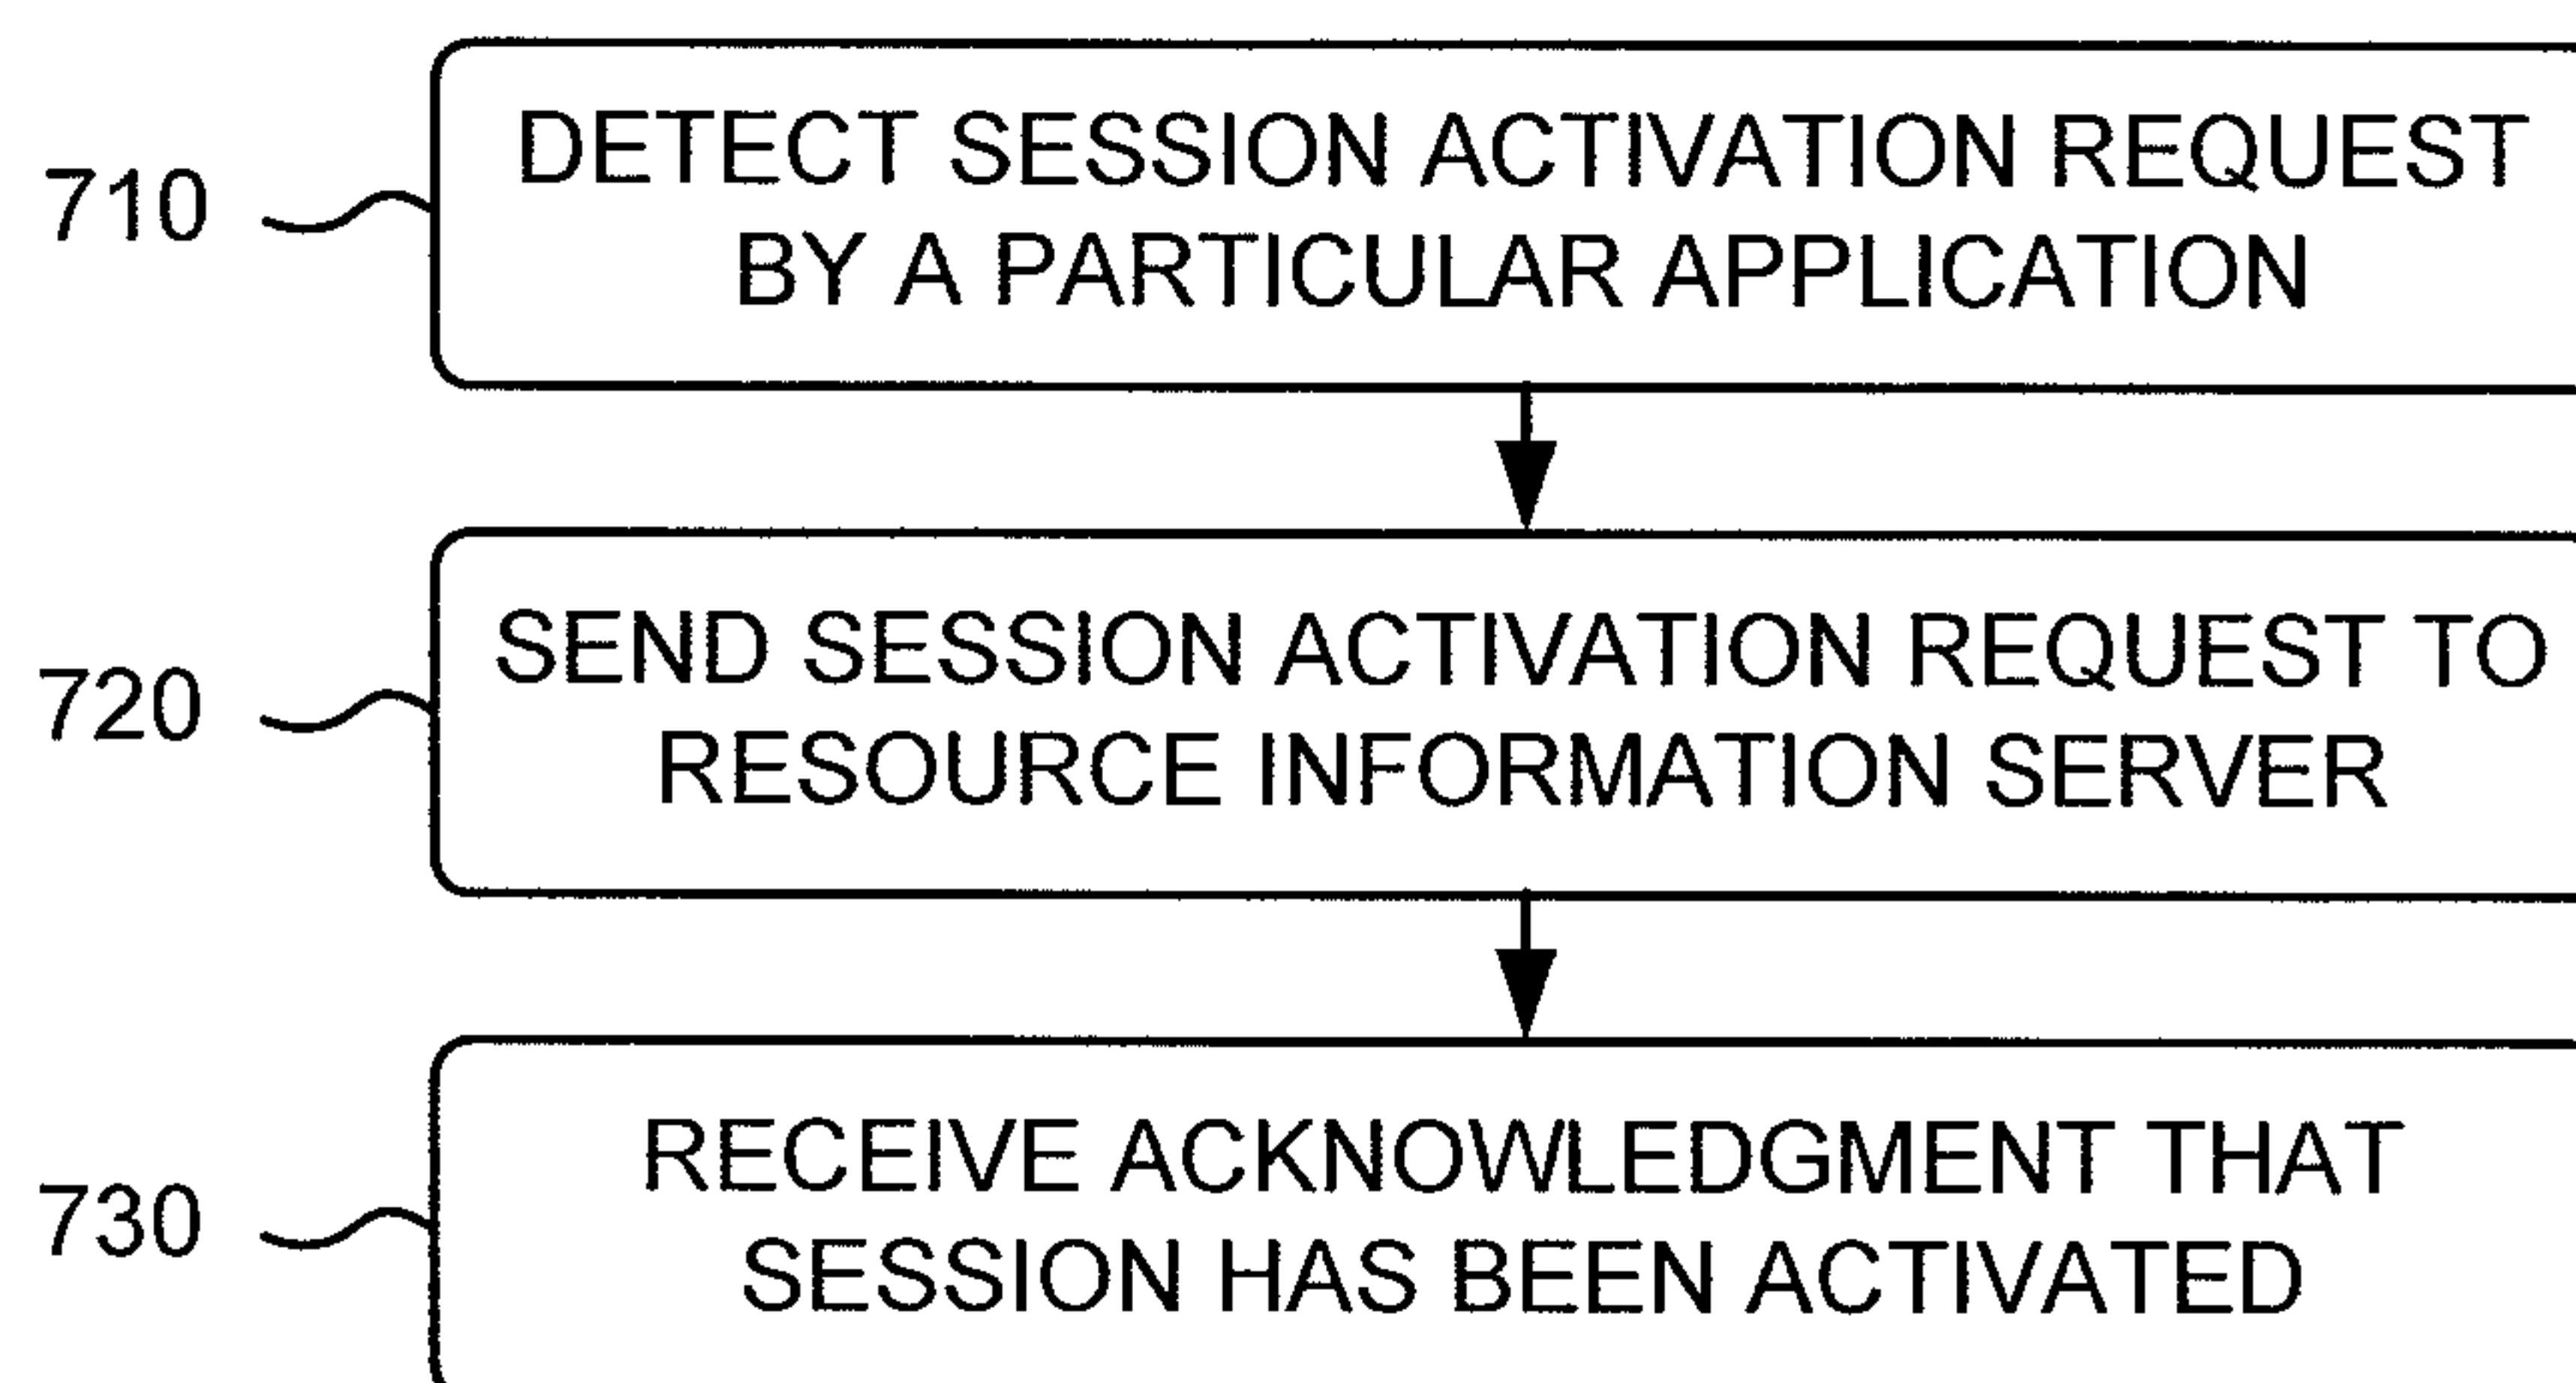 710
DETECT SESSION ACTIVATION REQUEST
BY A PARTICULAR APPLICATION
720
SEND SESSION ACTIVATION REQUEST TO
RESOURCE INFORMATION SERVER
730
RECEIVE ACKNOWLEDGMENT THAT
SESSION HAS BEEN ACTIVATED